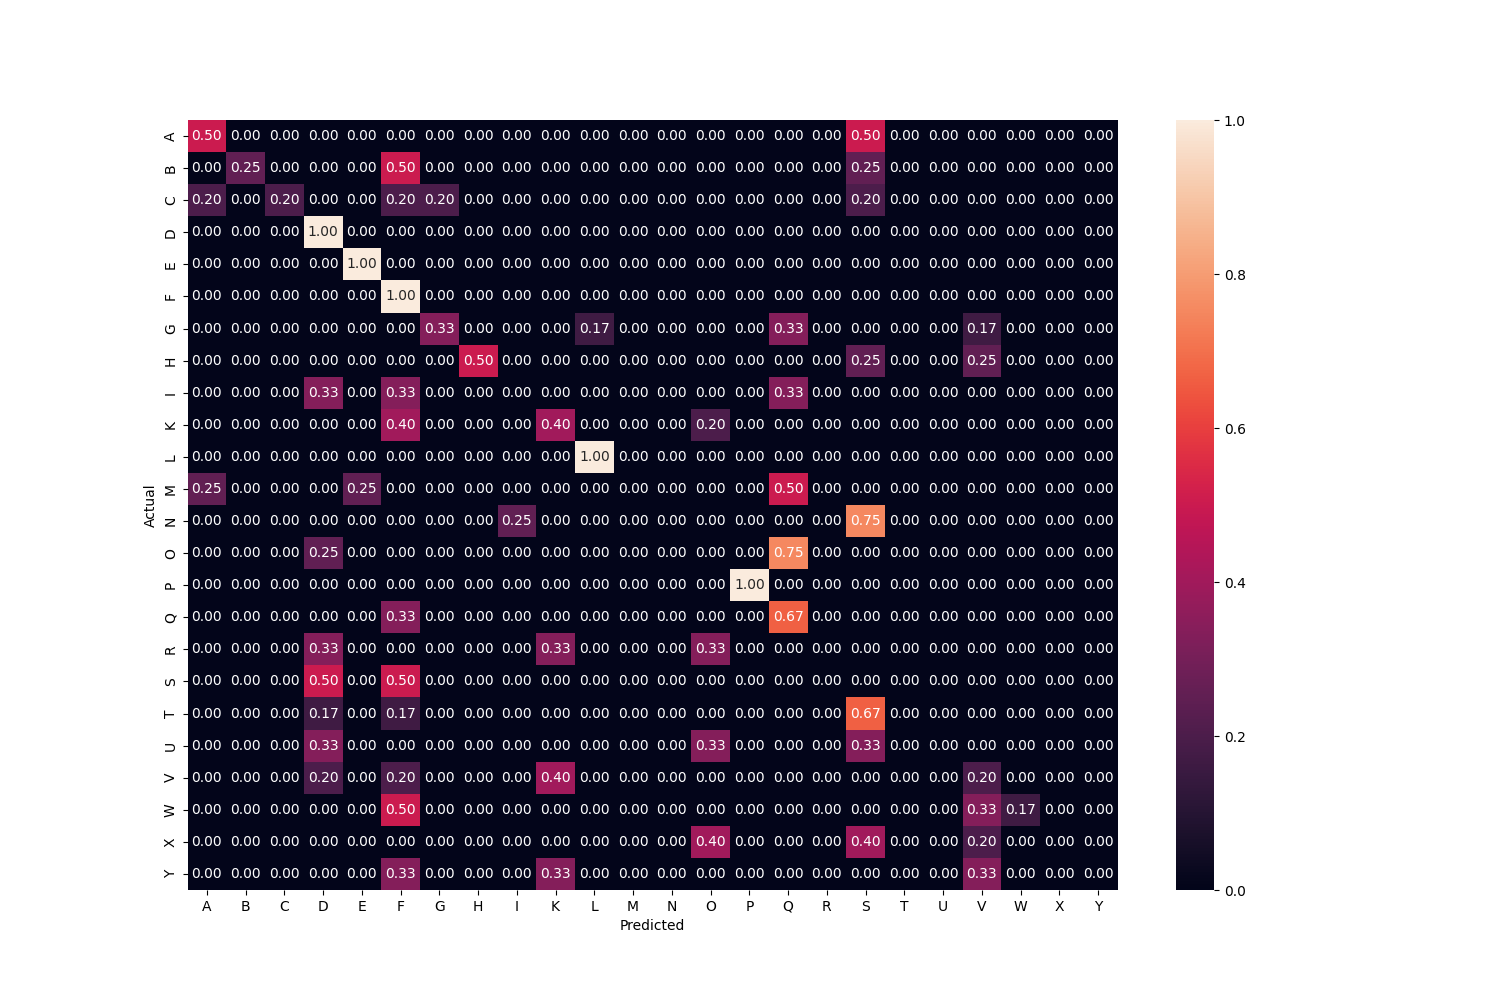 A 0.50 0.00 0.00 0.00 0.00 0.00 0.00 0.00 0.00 0.00 0.00 0.00 0.00 0.00 0.00 0.00 0.00 0.50 0.00 0.00 0.00 0.00 0.00 0.00
B 0.00 0.25 0.00 0.00 0.00 0.50 0.00 0.00 0.00 0.00 0.00 0.00 0.00 0.00 0.00 0.00 0.00 0.25 0.00 0.00 0.00 0.00 0.00 0.00
C 0.20 0.00 0.20 0.00 0.00 0.20 0.20 0.00 0.00 0.00 0.00 0.00 0.00 0.00 0.00 0.00 0.00 0.20 0.00 0.00 0.00 0.00 0.00 0.00
D 0.00 0.00 0.00 1.00 0.00 0.00 0.00 0.00 0.00 0.00 0.00 0.00 0.00 0.00 0.00 0.00 0.00 0.00 0.00 0.00 0.00 0.00 0.00 0.00
E 0.00 0.00 0.00 0.00 1.00 0.00 0.00 0.00 0.00 0.00 0.00 0.00 0.00 0.00 0.00 0.00 0.00 0.00 0.00 0.00 0.00 0.00 0.00 0.00
F 0.00 0.00 0.00 0.00 0.00 1.00 0.00 0.00 0.00 0.00 0.00 0.00 0.00 0.00 0.00 0.00 0.00 0.00 0.00 0.00 0.00 0.00 0.00 0.00
G 0.00 0.00 0.00 0.00 0.00 0.00 0.33 0.00 0.00 0.00 0.17 0.00 0.00 0.00 0.00 0.33 0.00 0.00 0.00 0.00 0.17 0.00 0.00 0.00
H 0.00 0.00 0.00 0.00 0.00 0.00 0.00 0.50 0.00 0.00 0.00 0.00 0.00 0.00 0.00 0.00 0.00 0.25 0.00 0.00 0.25 0.00 0.00 0.00
I 0.00 0.00 0.00 0.33 0.00 0.33 0.00 0.00 0.00 0.00 0.00 0.00 0.00 0.00 0.00 0.33 0.00 0.00 0.00 0.00 0.00 0.00 0.00 0.00
K 0.00 0.00 0.00 0.00 0.00 0.40 0.00 0.00 0.00 0.40 0.00 0.00 0.00 0.20 0.00 0.00 0.00 0.00 0.00 0.00 0.00 0.00 0.00 0.00
L 0.00 0.00 0.00 0.00 0.00 0.00 0.00 0.00 0.00 0.00 1.00 0.00 0.00 0.00 0.00 0.00 0.00 0.00 0.00 0.00 0.00 0.00 0.00 0.00
M 0.25 0.00 0.00 0.00 0.25 0.00 0.00 0.00 0.00 0.00 0.00 0.00 0.00 0.00 0.00 0.50 0.00 0.00 0.00 0.00 0.00 0.00 0.00 0.00
N 0.00 0.00 0.00 0.00 0.00 0.00 0.00 0.00 0.25 0.00 0.00 0.00 0.00 0.00 0.00 0.00 0.00 0.75 0.00 0.00 0.00 0.00 0.00 0.00
O 0.00 0.00 0.00 0.25 0.00 0.00 0.00 0.00 0.00 0.00 0.00 0.00 0.00 0.00 0.00 0.75 0.00 0.00 0.00 0.00 0.00 0.00 0.00 0.00
P 0.00 0.00 0.00 0.00 0.00 0.00 0.00 0.00 0.00 0.00 0.00 0.00 0.00 0.00 1.00 0.00 0.00 0.00 0.00 0.00 0.00 0.00 0.00 0.00
Q 0.00 0.00 0.00 0.00 0.00 0.33 0.00 0.00 0.00 0.00 0.00 0.00 0.00 0.00 0.00 0.67 0.00 0.00 0.00 0.00 0.00 0.00 0.00 0.00
R 0.00 0.00 0.00 0.33 0.00 0.00 0.00 0.00 0.00 0.33 0.00 0.00 0.00 0.33 0.00 0.00 0.00 0.00 0.00 0.00 0.00 0.00 0.00 0.00
S 0.00 0.00 0.00 0.50 0.00 0.50 0.00 0.00 0.00 0.00 0.00 0.00 0.00 0.00 0.00 0.00 0.00 0.00 0.00 0.00 0.00 0.00 0.00 0.00
T 0.00 0.00 0.00 0.17 0.00 0.17 0.00 0.00 0.00 0.00 0.00 0.00 0.00 0.00 0.00 0.00 0.00 0.67 0.00 0.00 0.00 0.00 0.00 0.00
U 0.00 0.00 0.00 0.33 0.00 0.00 0.00 0.00 0.00 0.00 0.00 0.00 0.00 0.33 0.00 0.00 0.00 0.33 0.00 0.00 0.00 0.00 0.00 0.00
V 0.00 0.00 0.00 0.20 0.00 0.20 0.00 0.00 0.00 0.40 0.00 0.00 0.00 0.00 0.00 0.00 0.00 0.00 0.00 0.00 0.20 0.00 0.00 0.00
W 0.00 0.00 0.00 0.00 0.00 0.50 0.00 0.00 0.00 0.00 0.00 0.00 0.00 0.00 0.00 0.00 0.00 0.00 0.00 0.00 0.33 0.17 0.00 0.00
X 0.00 0.00 0.00 0.00 0.00 0.00 0.00 0.00 0.00 0.00 0.00 0.00 0.00 0.40 0.00 0.00 0.00 0.40 0.00 0.00 0.20 0.00 0.00 0.00
Y 0.00 0.00 0.00 0.00 0.00 0.33 0.00 0.00 0.00 0.33 0.00 0.00 0.00 0.00 0.00 0.00 0.00 0.00 0.00 0.00 0.33 0.00 0.00 0.00
A B C D E F G H I K L M N O P Q R S T U V W X Y
Predicted
Actual
1.0
0.8
0.6
0.4
0.2
0.0